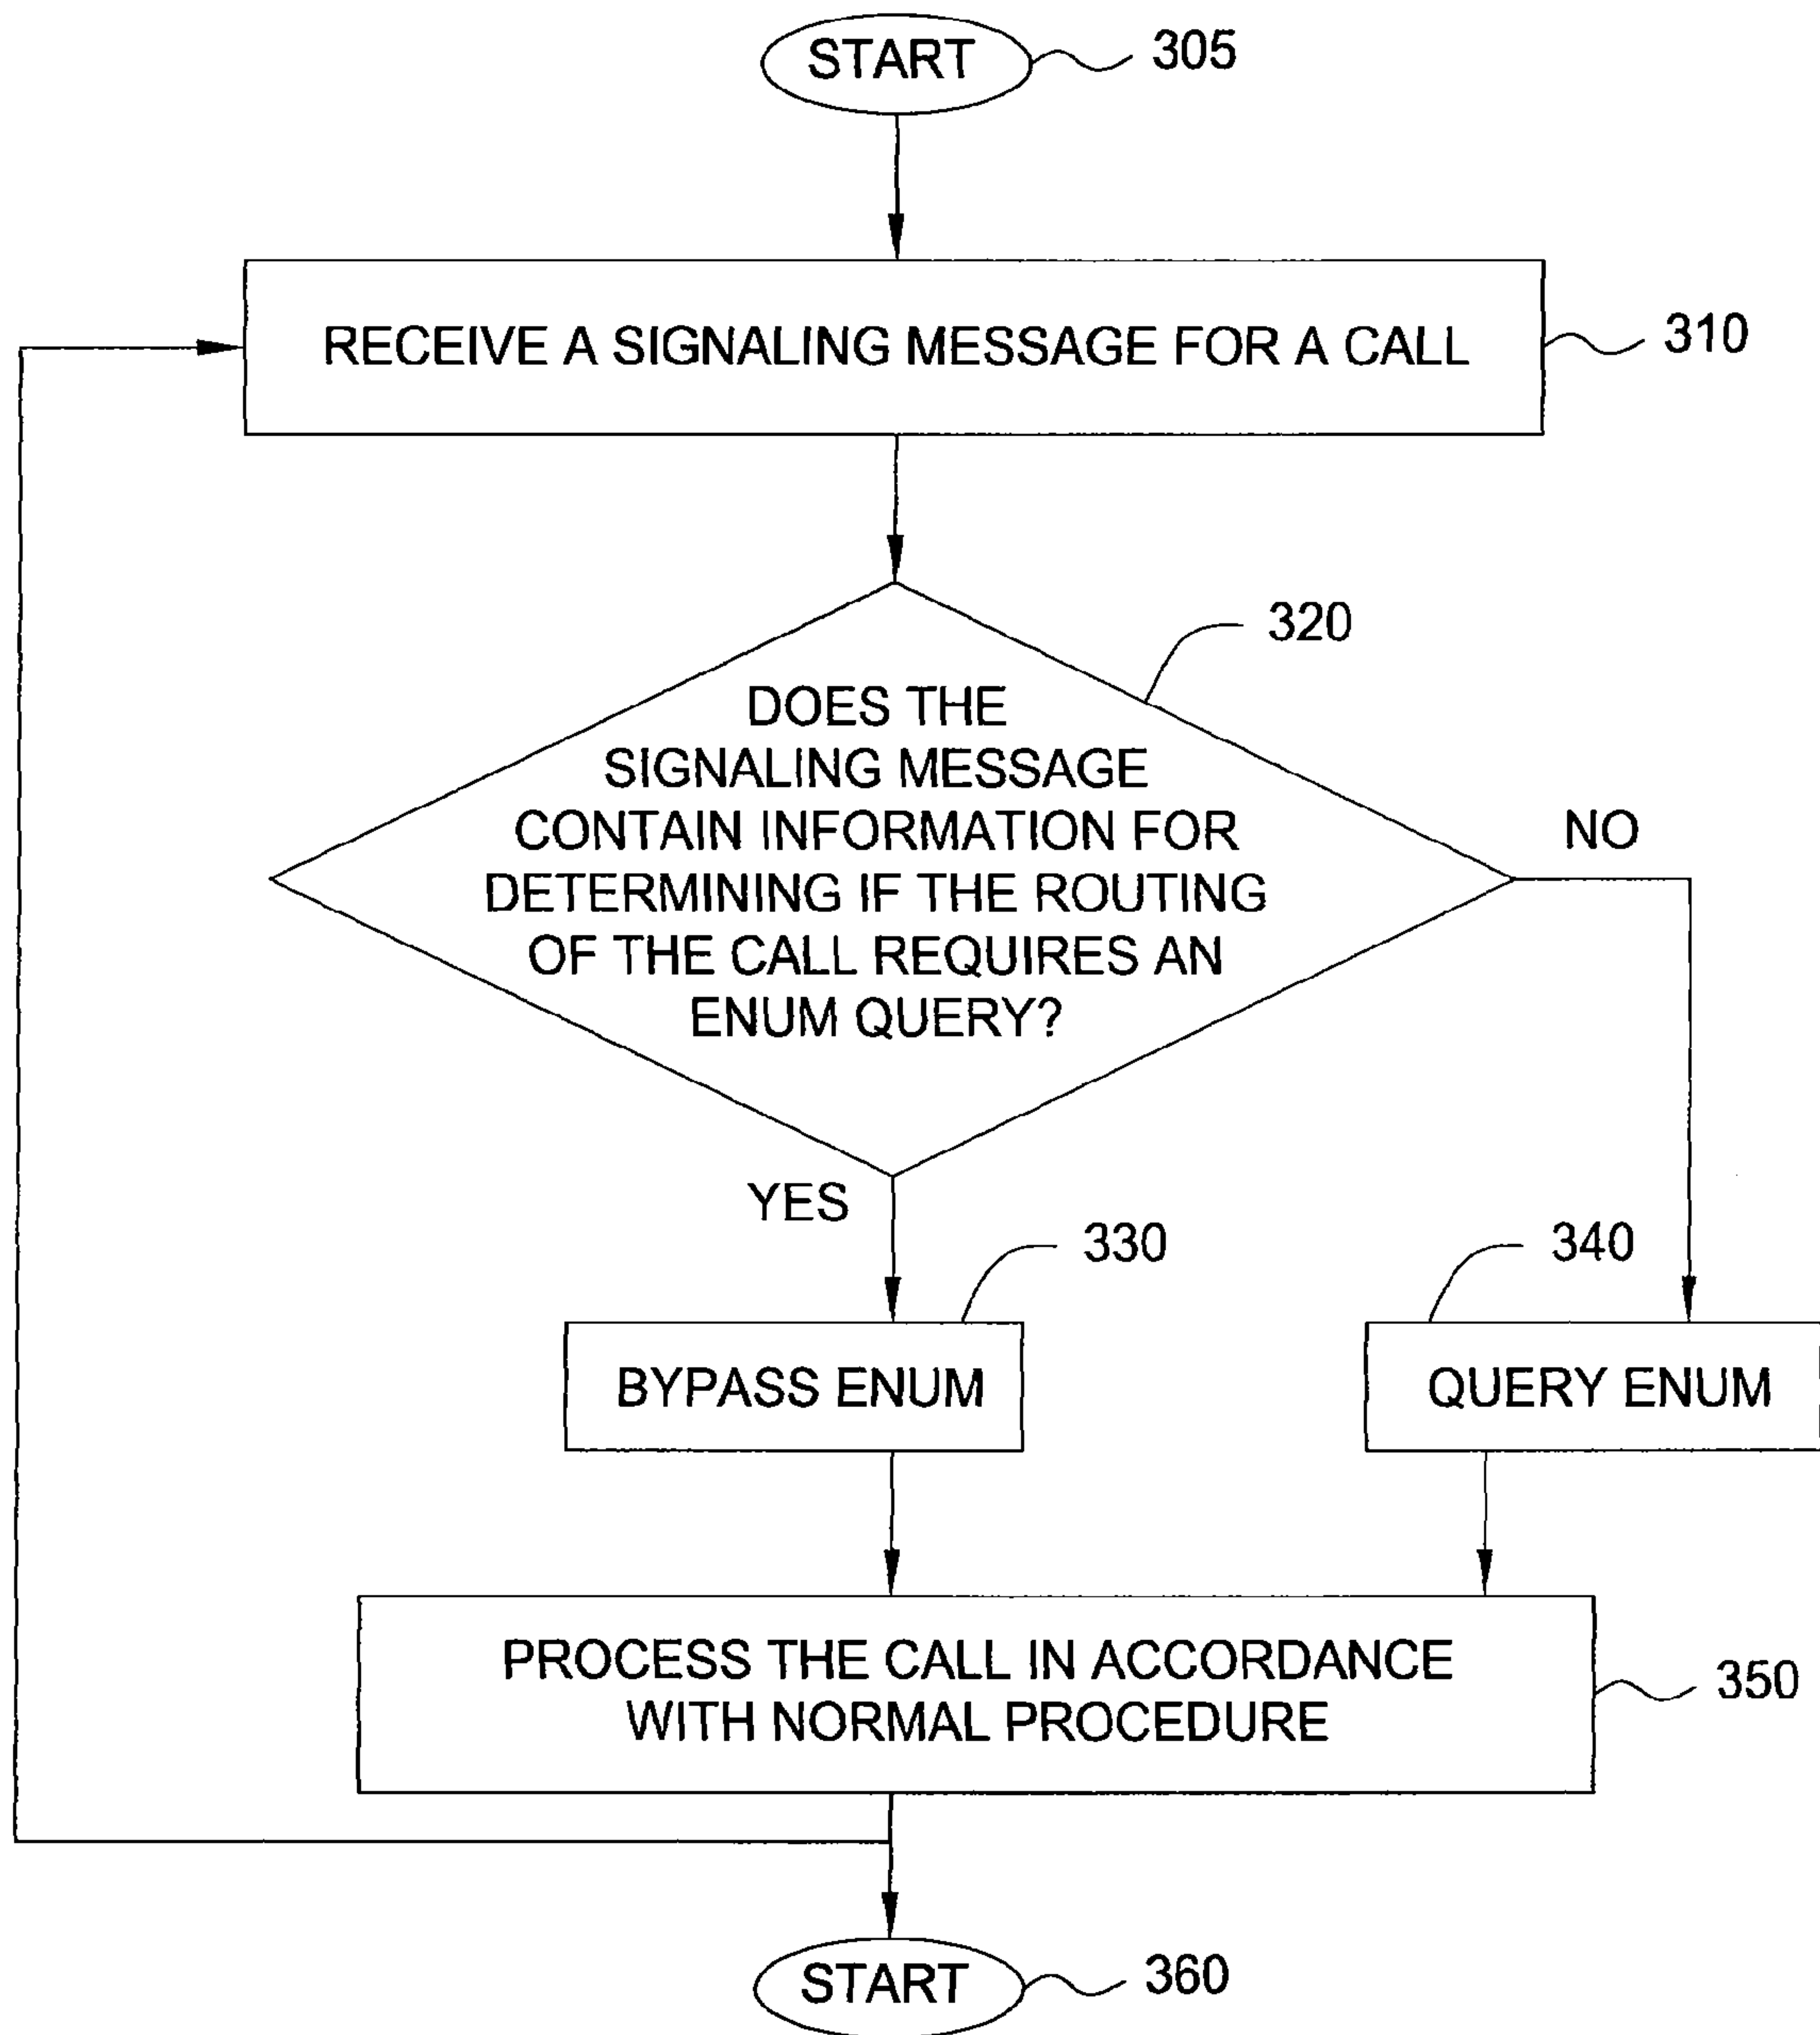 START
305
RECEIVE A SIGNALING MESSAGE FOR A CALL
310
320
DOES THE
SIGNALING MESSAGE
CONTAIN INFORMATION FOR
DETERMINING IF THE ROUTING
OF THE CALL REQUIRES AN
ENUM QUERY?
NO
YES
330
340
BYPASS ENUM
QUERY ENUM
PROCESS THE CALL IN ACCORDANCE
WITH NORMAL PROCEDURE
350
START
360